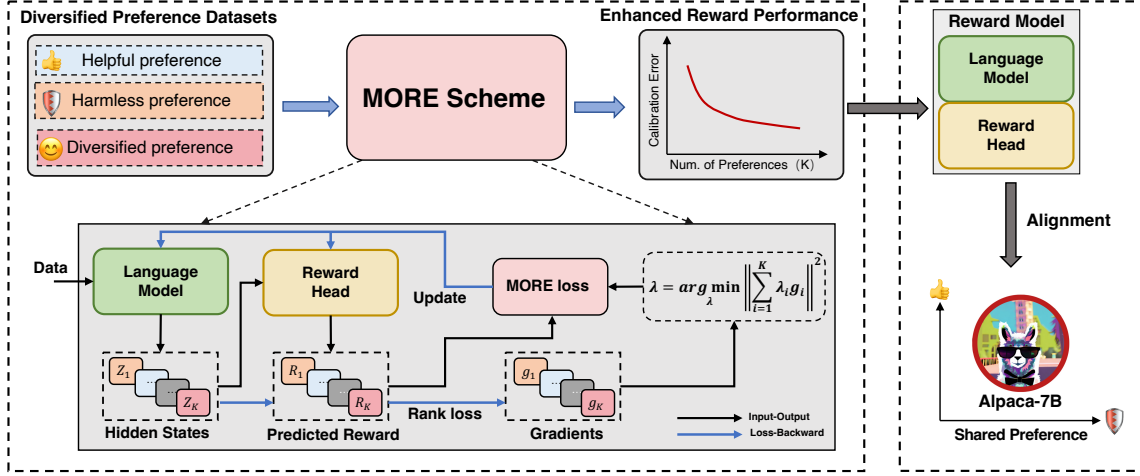 Diversified Preference Datasets
Helpful preference
Harmless preference
Diversified preference
MORE Scheme
Enhanced Reward Performance
Calibration Error
Num. of Preferences (K)
Reward Model
Language
Model
Reward
Head
Alignment
Data
Language
Model
Reward
Head
Update
MORE loss
λ = arg min_λ ‖∑_{i=1}^{K} λ_i g_i‖²
Z_1
...
...
Z_K
Hidden States
R_1
...
...
R_K
Predicted Reward
Rank loss
g_1
...
...
g_K
Gradients
Input-Output
Loss-Backward
Alpaca-7B
Shared Preference